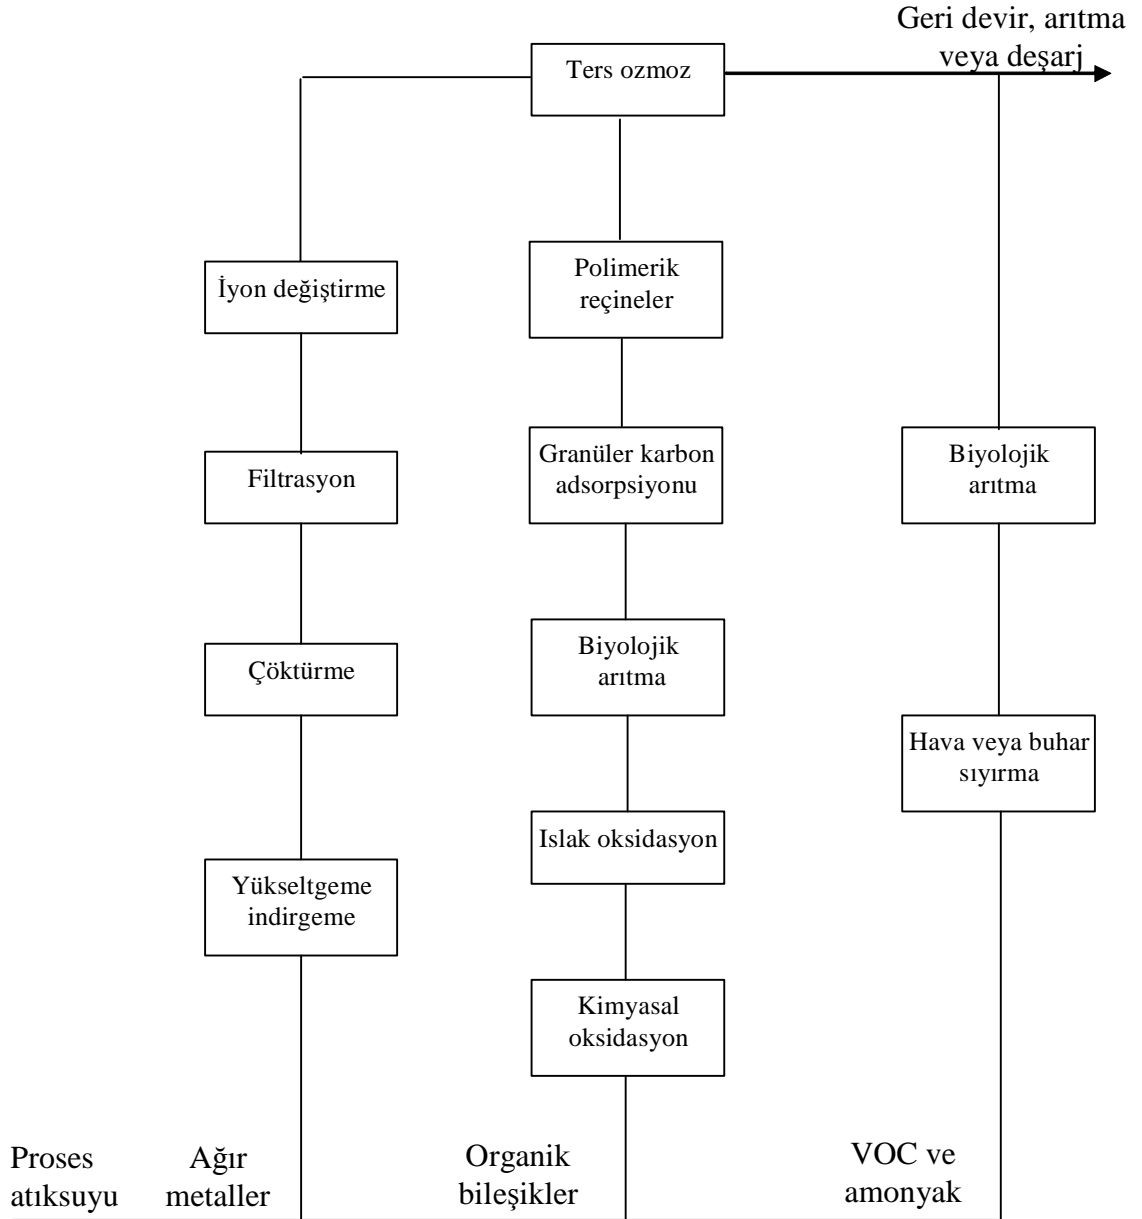 Geri devir, arıtma
veya deşarj
Ters ozmoz
İyon değiştirme
Polimerik
reçineler
Filtrasyon
Granüler karbon
adsorpsiyonu
Biyolojik
arıtma
Çöktürme
Biyolojik
arıtma
Hava veya buhar
sıyırma
Islak oksidasyon
Yükseltgeme
indirgeme
Kimyasal
oksidasyon
Proses
atıksuyu
Ağır
metaller
Organik
bileşikler
VOC ve
amonyak